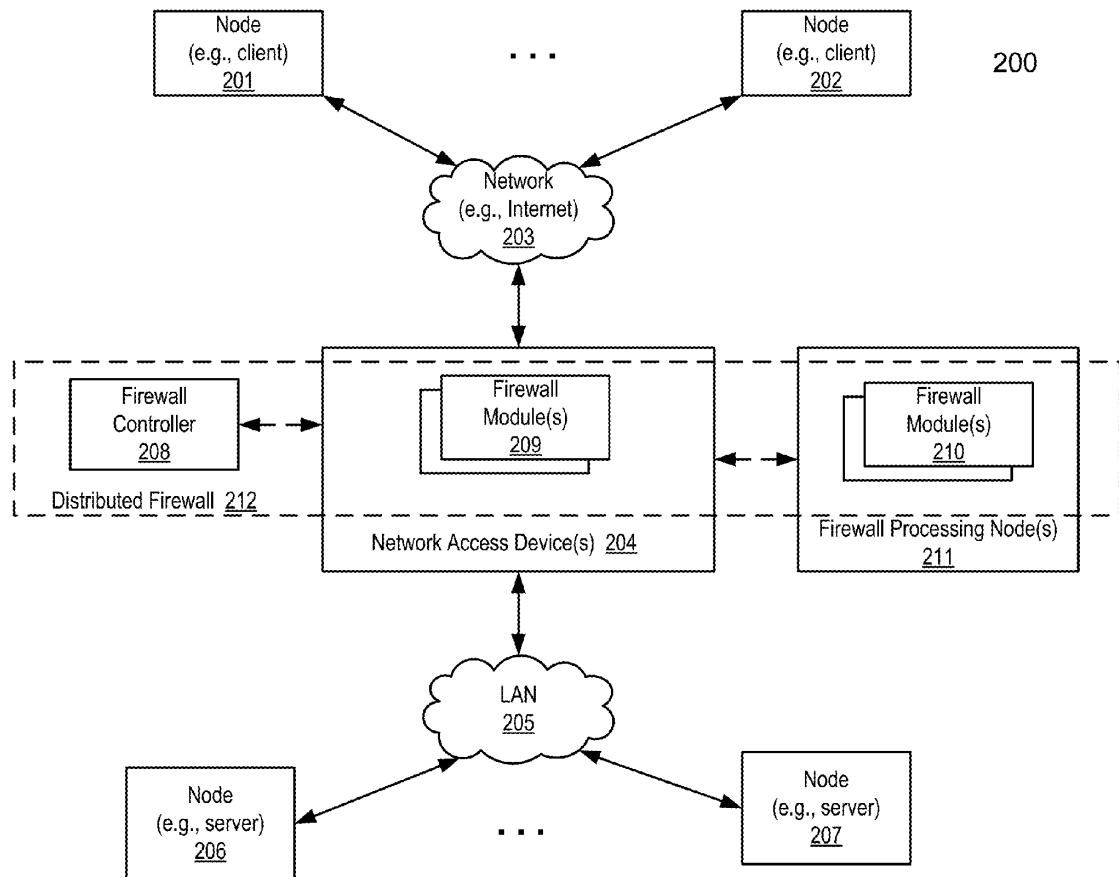 Node
(e.g., client)
201
. . .
Node
(e.g., client)
202
200
Network
(e.g., Internet)
203
Firewall
Controller
208
Distributed Firewall 212
Firewall
Module(s)
209
Network Access Device(s) 204
Firewall
Module(s)
210
Firewall Processing Node(s)
211
LAN
205
Node
(e.g., server)
206
. . .
Node
(e.g., server)
207